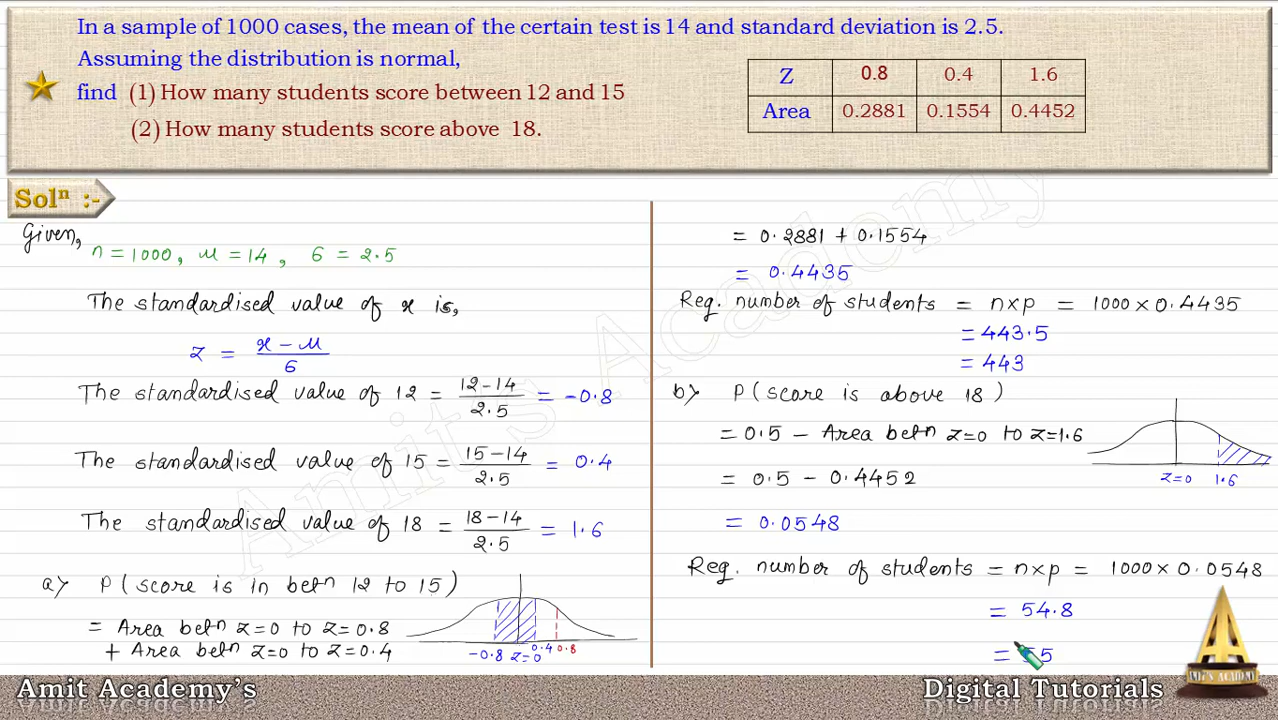 In a sample of 1000 cases, the mean of the certain test is 14 and standard deviation is 2.5.
Assuming the distribution is normal,
find (1) How many students score between 12 and 15
(2) How many students score above 18.
Z 0.8 0.4 1.6
Area 0.2881 0.1554 0.4452
Solⁿ :-
Given,
n = 1000, μ = 14, σ = 2.5
The standardised value of x is,
z = (x - μ)/σ
The standardised value of 12 = (12-14)/2.5 = -0.8
The standardised value of 15 = (15-14)/2.5 = 0.4
The standardised value of 18 = (18-14)/2.5 = 1.6
a) P(score is in betⁿ 12 to 15)
= Area betⁿ z=0 to z=0.8
+ Area betⁿ z=0 to z=0.4
-0.8 z=0 0.4 0.8
= 0.2881 + 0.1554
= 0.4435
Req. number of students = n×p = 1000 × 0.4435
= 443.5
= 443
b) P(score is above 18)
= 0.5 - Area betⁿ z=0 to z=1.6
z=0 1.6
= 0.5 - 0.4452
= 0.0548
Req. number of students = n×p = 1000 × 0.0548
= 54.8
= 55
Amit Academy
Amit Academy's
Digital Tutorials
AMIT'S ACADEMY